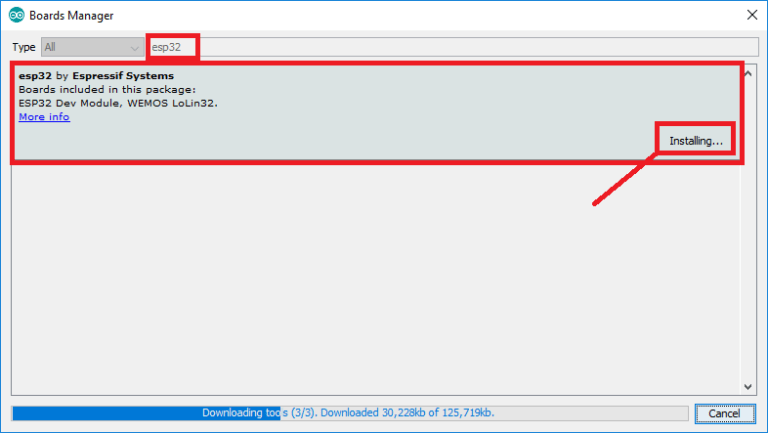 Boards Manager
Type All esp32
esp32 by Espressif Systems
Boards included in this package:
ESP32 Dev Module, WEMOS LoLin32.
More info
Installing...
Downloading tools (3/3). Downloaded 30,228kb of 125,719kb.
Cancel